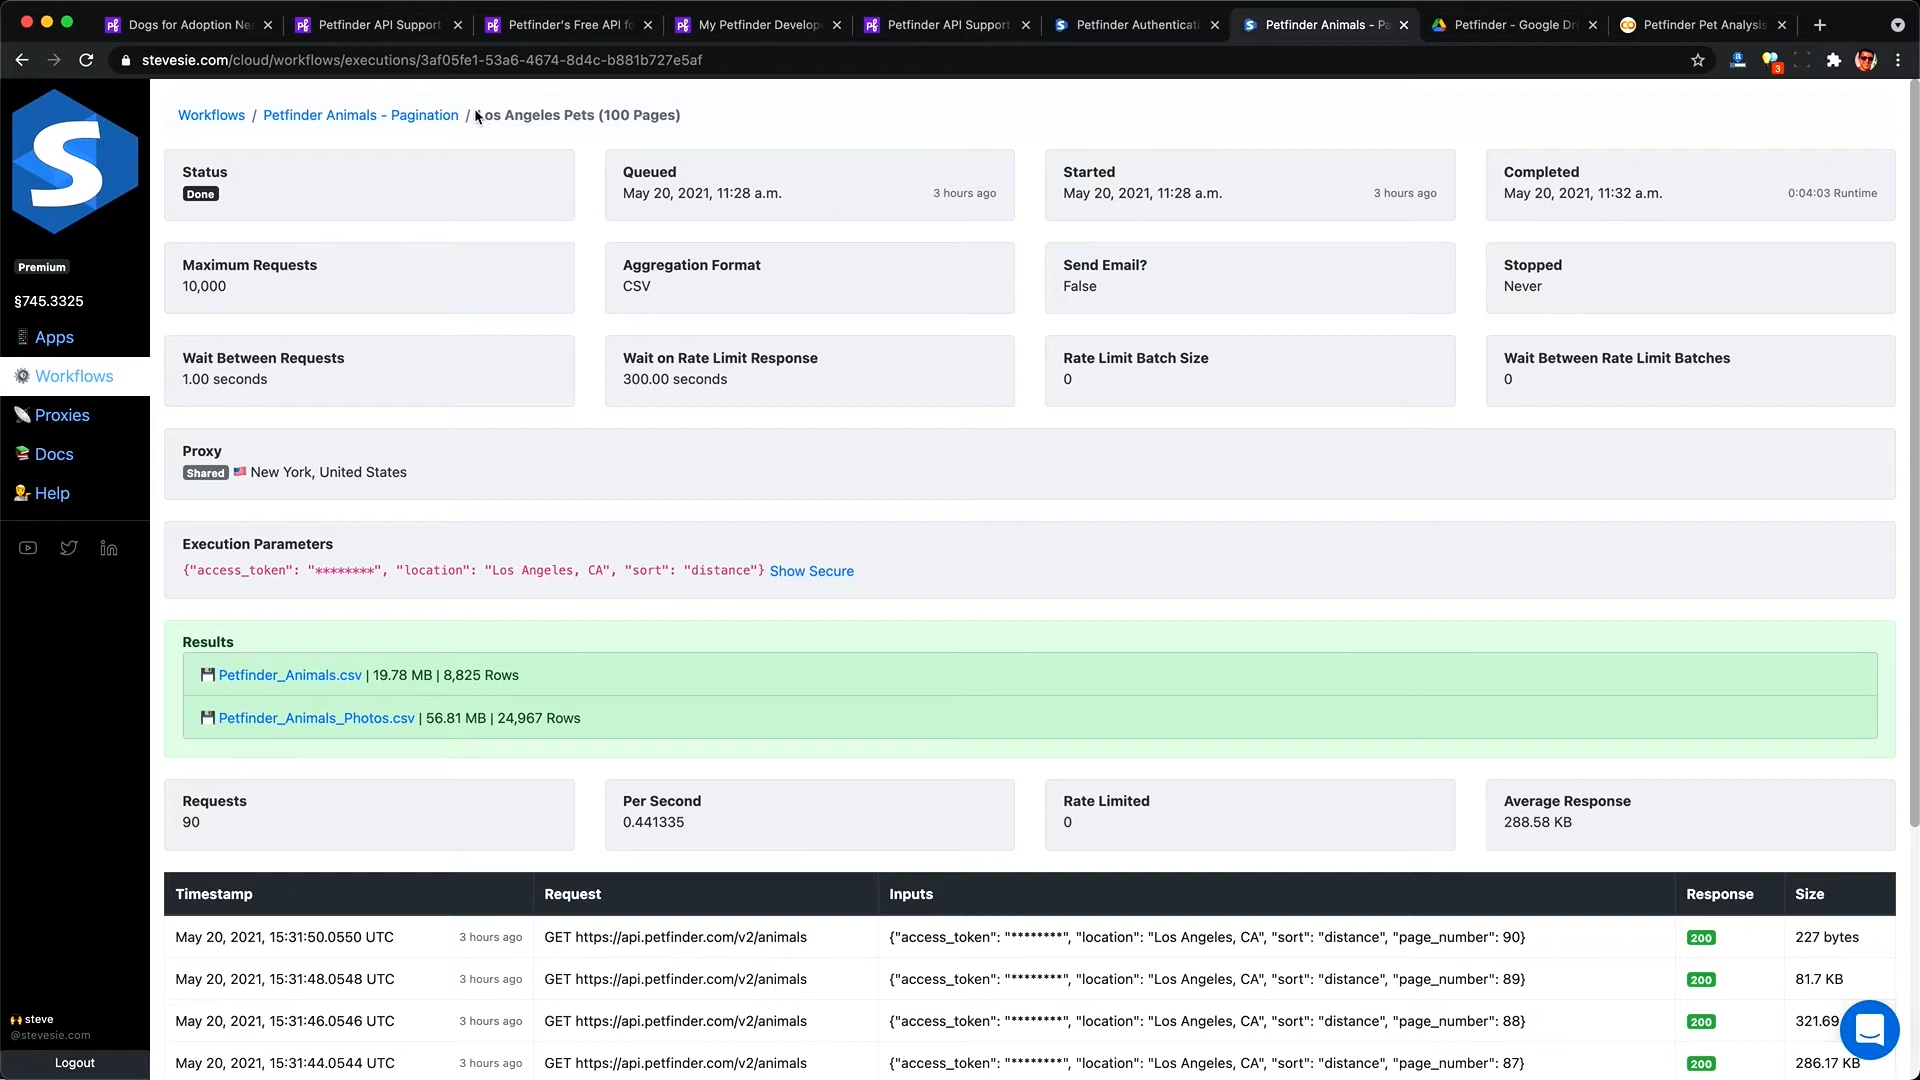 Dogs for Adoption Ne
Petfinder API Support
Petfinder's Free API fo
My Petfinder Develop
Petfinder API Support
Petfinder Authenticati
Petfinder Animals - Pa
Petfinder - Google Dri
Petfinder Pet Analysis
stevesie.com/cloud/workflows/executions/3af05fe1-53a6-4674-8d4c-b881b727e5af
3
S
Premium
§745.3325
Apps
Workflows
Proxies
Docs
Help
steve
@stevesie.com
Logout
Workflows / Petfinder Animals - Pagination / Los Angeles Pets (100 Pages)
Status
Done
Queued
May 20, 2021, 11:28 a.m. 3 hours ago
Started
May 20, 2021, 11:28 a.m. 3 hours ago
Completed
May 20, 2021, 11:32 a.m. 0:04:03 Runtime
Maximum Requests
10,000
Aggregation Format
CSV
Send Email?
False
Stopped
Never
Wait Between Requests
1.00 seconds
Wait on Rate Limit Response
300.00 seconds
Rate Limit Batch Size
0
Wait Between Rate Limit Batches
0
Proxy
Shared New York, United States
Execution Parameters
{"access_token": "********", "location": "Los Angeles, CA", "sort": "distance"} Show Secure
Results
Petfinder_Animals.csv | 19.78 MB | 8,825 Rows
Petfinder_Animals_Photos.csv | 56.81 MB | 24,967 Rows
Requests
90
Per Second
0.441335
Rate Limited
0
Average Response
288.58 KB
Timestamp Request Inputs Response Size
May 20, 2021, 15:31:50.0550 UTC 3 hours ago GET https://api.petfinder.com/v2/animals {"access_token": "********", "location": "Los Angeles, CA", "sort": "distance", "page_number": 90} 200 227 bytes
May 20, 2021, 15:31:48.0548 UTC 3 hours ago GET https://api.petfinder.com/v2/animals {"access_token": "********", "location": "Los Angeles, CA", "sort": "distance", "page_number": 89} 200 81.7 KB
May 20, 2021, 15:31:46.0546 UTC 3 hours ago GET https://api.petfinder.com/v2/animals {"access_token": "********", "location": "Los Angeles, CA", "sort": "distance", "page_number": 88} 200 321.69
May 20, 2021, 15:31:44.0544 UTC 3 hours ago GET https://api.petfinder.com/v2/animals {"access_token": "********", "location": "Los Angeles, CA", "sort": "distance", "page_number": 87} 200 286.17 KB